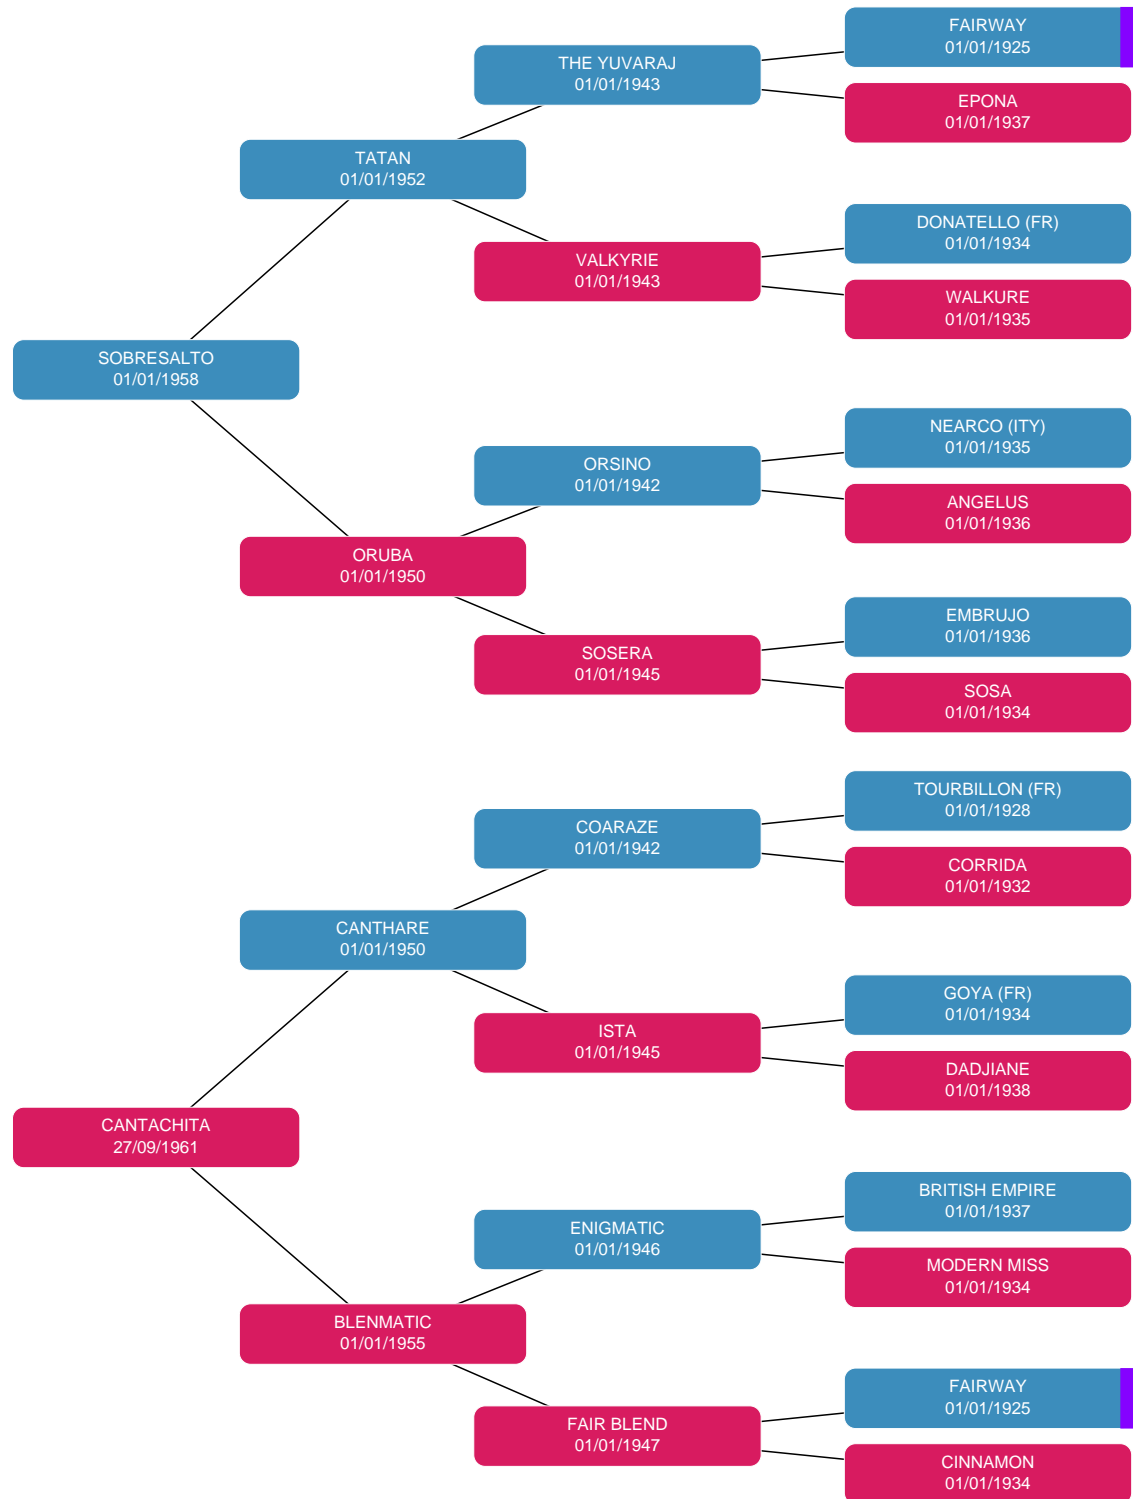 FAIRWAY
01/01/1925
THE YUVARAJ
01/01/1943
EPONA
01/01/1937
TATAN
01/01/1952
DONATELLO (FR)
01/01/1934
VALKYRIE
01/01/1943
WALKURE
01/01/1935
SOBRESALTO
01/01/1958
NEARCO (ITY)
01/01/1935
ORSINO
01/01/1942
ANGELUS
01/01/1936
ORUBA
01/01/1950
EMBRUJO
01/01/1936
SOSERA
01/01/1945
SOSA
01/01/1934
TOURBILLON (FR)
01/01/1928
COARAZE
01/01/1942
CORRIDA
01/01/1932
CANTHARE
01/01/1950
GOYA (FR)
01/01/1934
ISTA
01/01/1945
DADJIANE
01/01/1938
CANTACHITA
27/09/1961
BRITISH EMPIRE
01/01/1937
ENIGMATIC
01/01/1946
MODERN MISS
01/01/1934
BLENMATIC
01/01/1955
FAIRWAY
01/01/1925
FAIR BLEND
01/01/1947
CINNAMON
01/01/1934